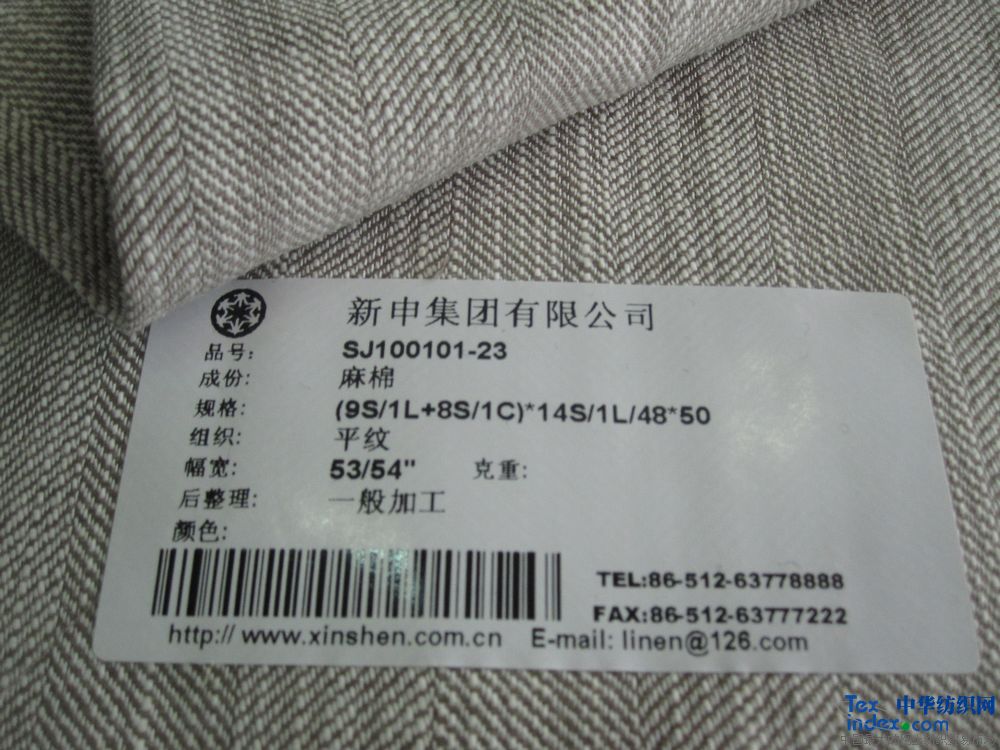 新申集团有限公司
品号: SJ100101-23
成份: 麻棉
规格: (9S/1L+8S/1C)*14S/1L/48*50
组织: 平纹
幅宽: 53/54" 克重:
后整理: 一般加工
颜色:
TEL:86-512-63778888
FAX:86-512-63777222
http:// www.xinshen.com.cn E-mail: linen@126.com
Tex 中华纺织网
index.com